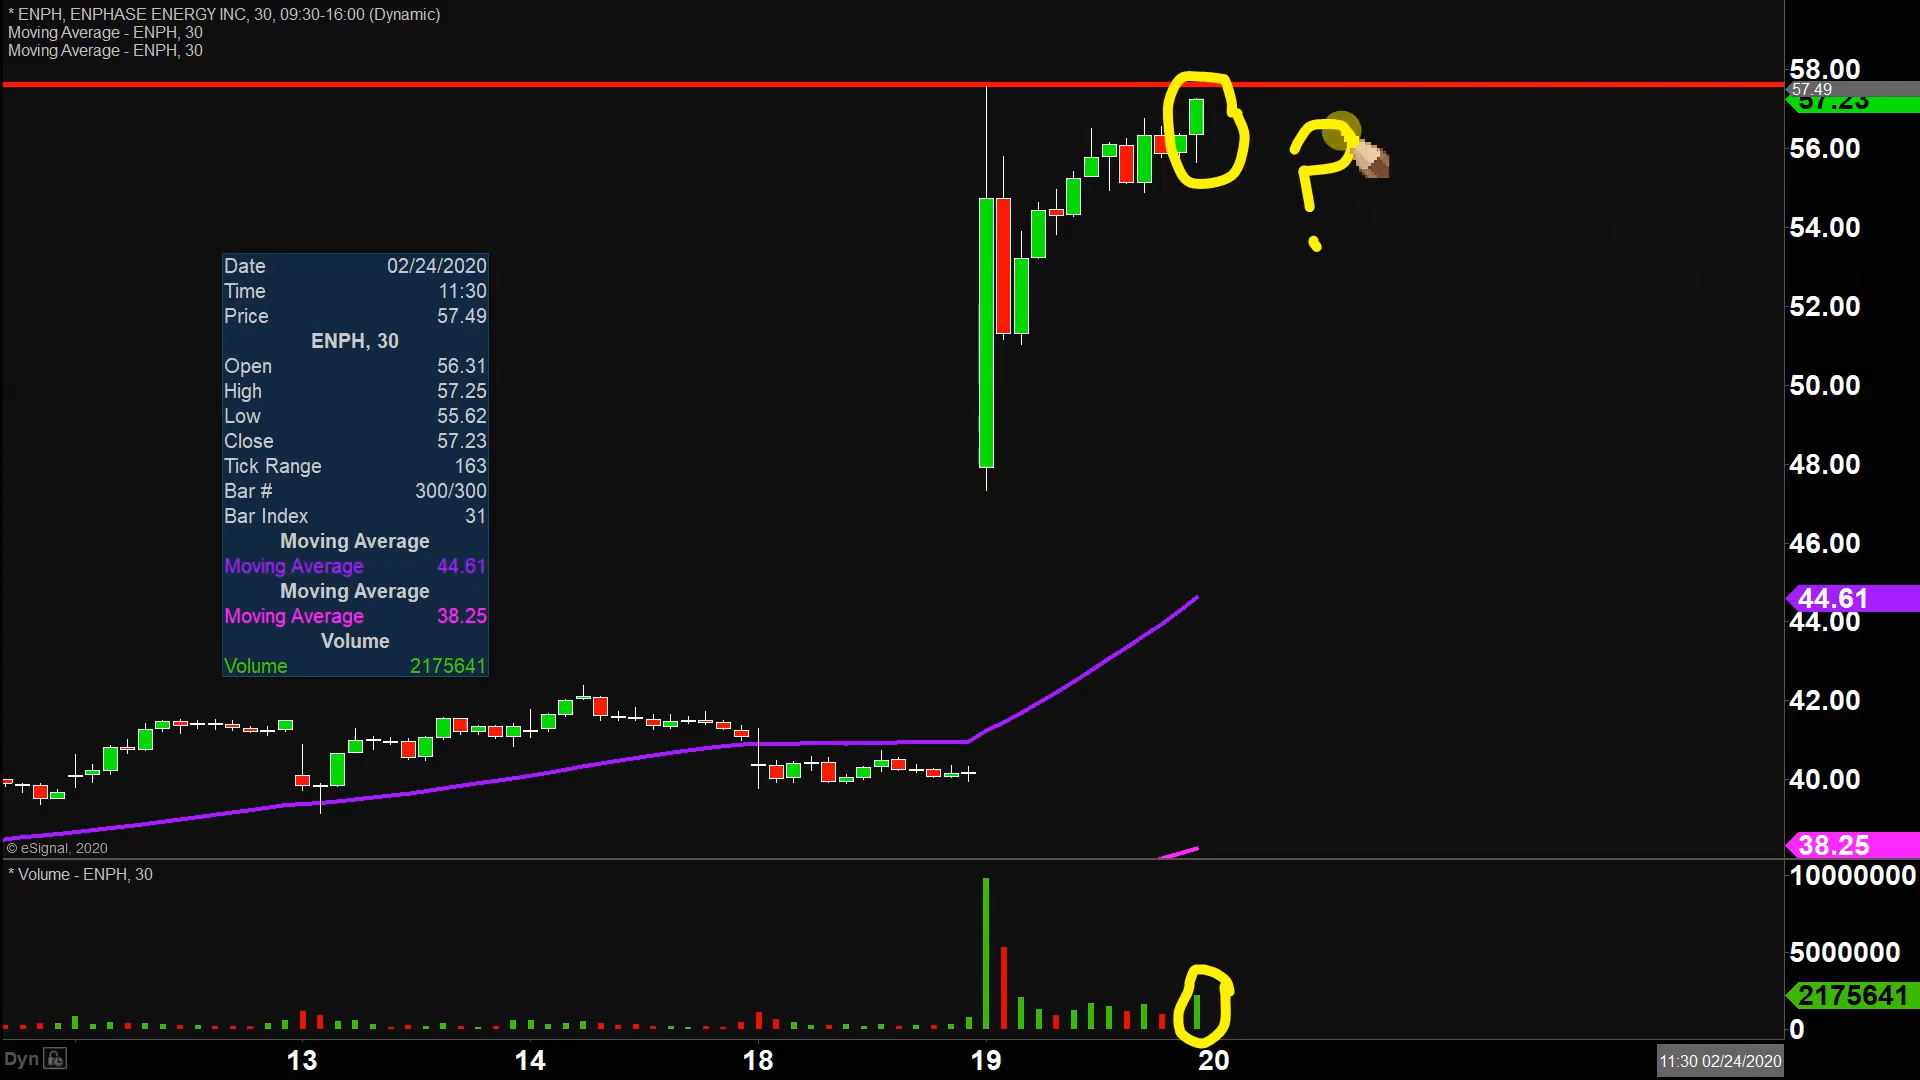 * ENPH, ENPHASE ENERGY INC, 30, 09:30-16:00 (Dynamic)
Moving Average - ENPH, 30
Moving Average - ENPH, 30
58.00
57.49
57.23
56.00
54.00
52.00
50.00
48.00
46.00
44.61
44.00
42.00
40.00
38.25
?
Date 02/24/2020
Time 11:30
Price 57.49
ENPH, 30
Open 56.31
High 57.25
Low 55.62
Close 57.23
Tick Range 163
Bar # 300/300
Bar Index 31
Moving Average
Moving Average 44.61
Moving Average
Moving Average 38.25
Volume
Volume 2175641
© eSignal, 2020
* Volume - ENPH, 30
10000000
5000000
2175641
0
Dyn 13 14 18 19 20 11:30 02/24/2020